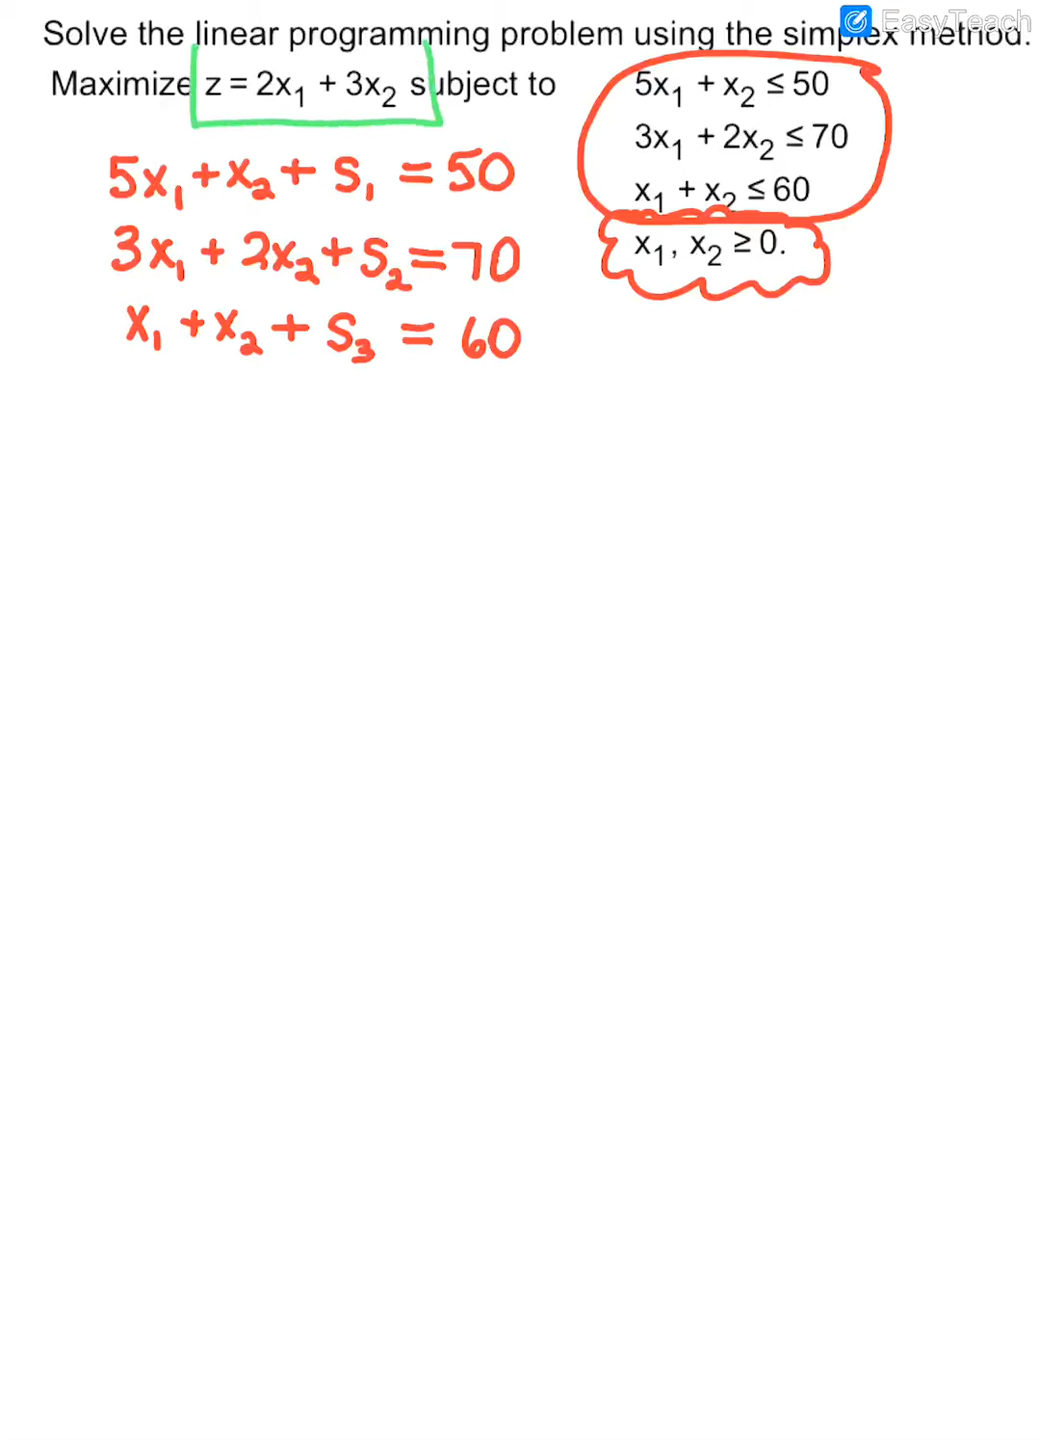 Solve the linear programming problem using the simplex method.
EasyTeach
Maximize z = 2x₁ + 3x₂ subject to
5x₁ + x₂ ≤ 50
3x₁ + 2x₂ ≤ 70
x₁ + x₂ ≤ 60
x₁, x₂ ≥ 0.
5x₁ + x₂ + S₁ = 50
3x₁ + 2x₂ + S₂ = 70
x₁ + x₂ + S₃ = 60